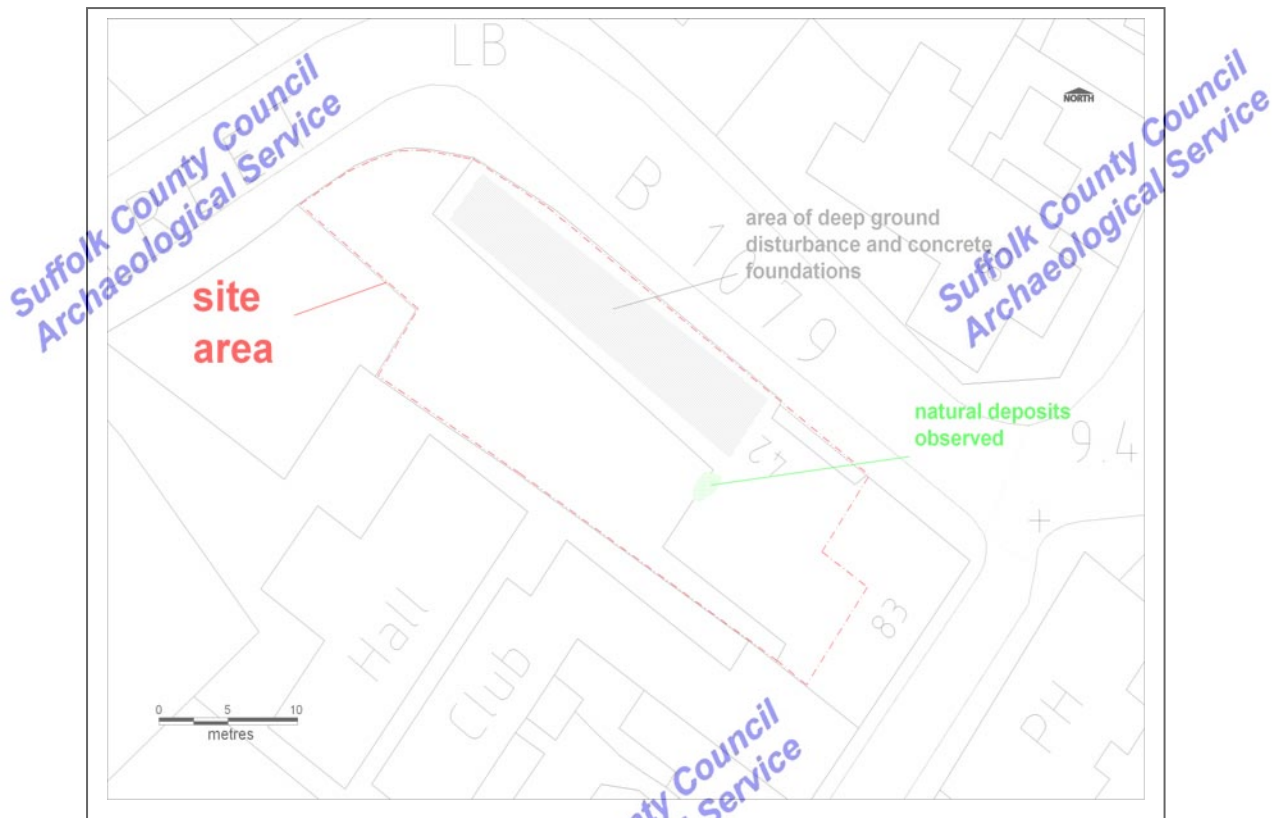 LB
Suffolk County Council
Archaeological Service
NORTH
Suffolk County Council
Archaeological Service
B 1079
area of deep ground
disturbance and concrete
foundations
site
area
natural deposits
observed
9.4
42
83
Hall
Club
PH
0 5 10
metres
nty Council
Service